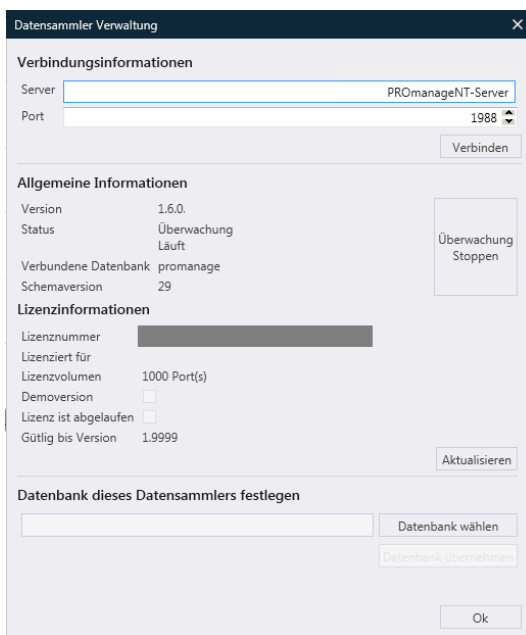 Datensammler Verwaltung
Verbindungsinformationen
Server PROmanageNT-Server
Port 1988
Verbinden
Allgemeine Informationen
Version 1.6.0.
Status Überwachung
Läuft
Verbundene Datenbank promanage
Schemaversion 29
Überwachung
Stoppen
Lizenzinformationen
Lizenznummer
Lizenziert für
Lizenzvolumen 1000 Port(s)
Demoversion
Lizenz ist abgelaufen
Gütlig bis Version 1.9999
Aktualisieren
Datenbank dieses Datensammlers festlegen
Datenbank wählen
Datenbank übernehmen
Ok